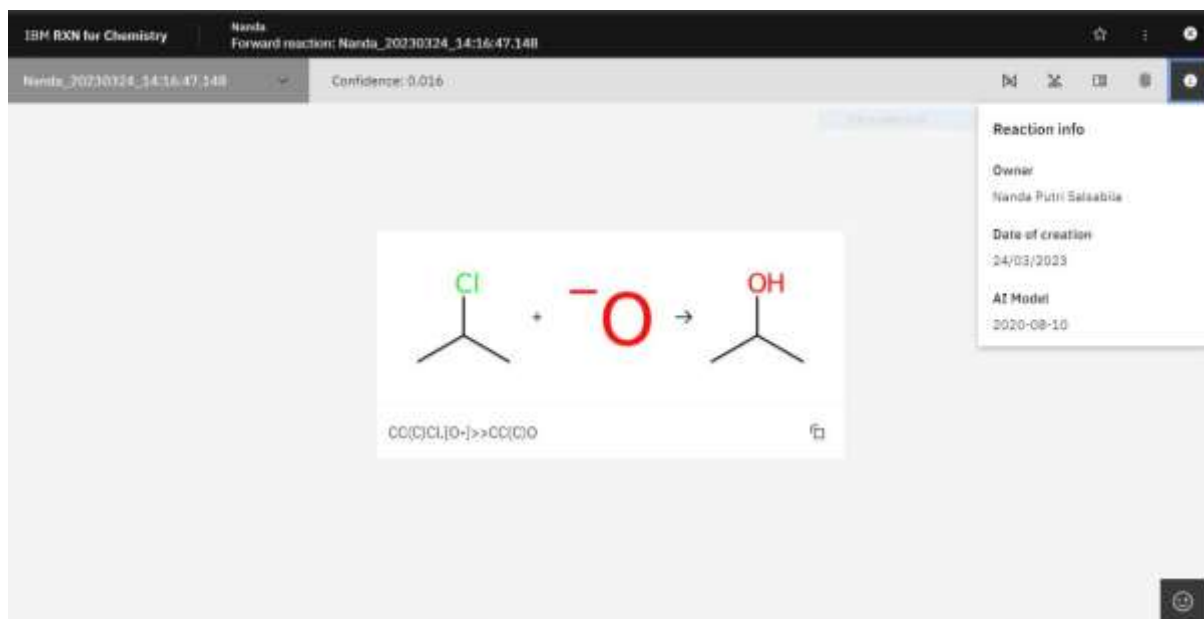 IBM RXN for Chemistry
Nanda
Forward reaction: Nanda_20230324_14:16:47.148
Nanda_20230324_14:16:47.148
Confidence: 0.016
Reaction info
Owner
Nanda Putri Salsabila
Date of creation
24/03/2023
AI Model
2020-08-10
Cl
+
−O
→
OH
CC(C)Cl.[O-]>>CC(C)O